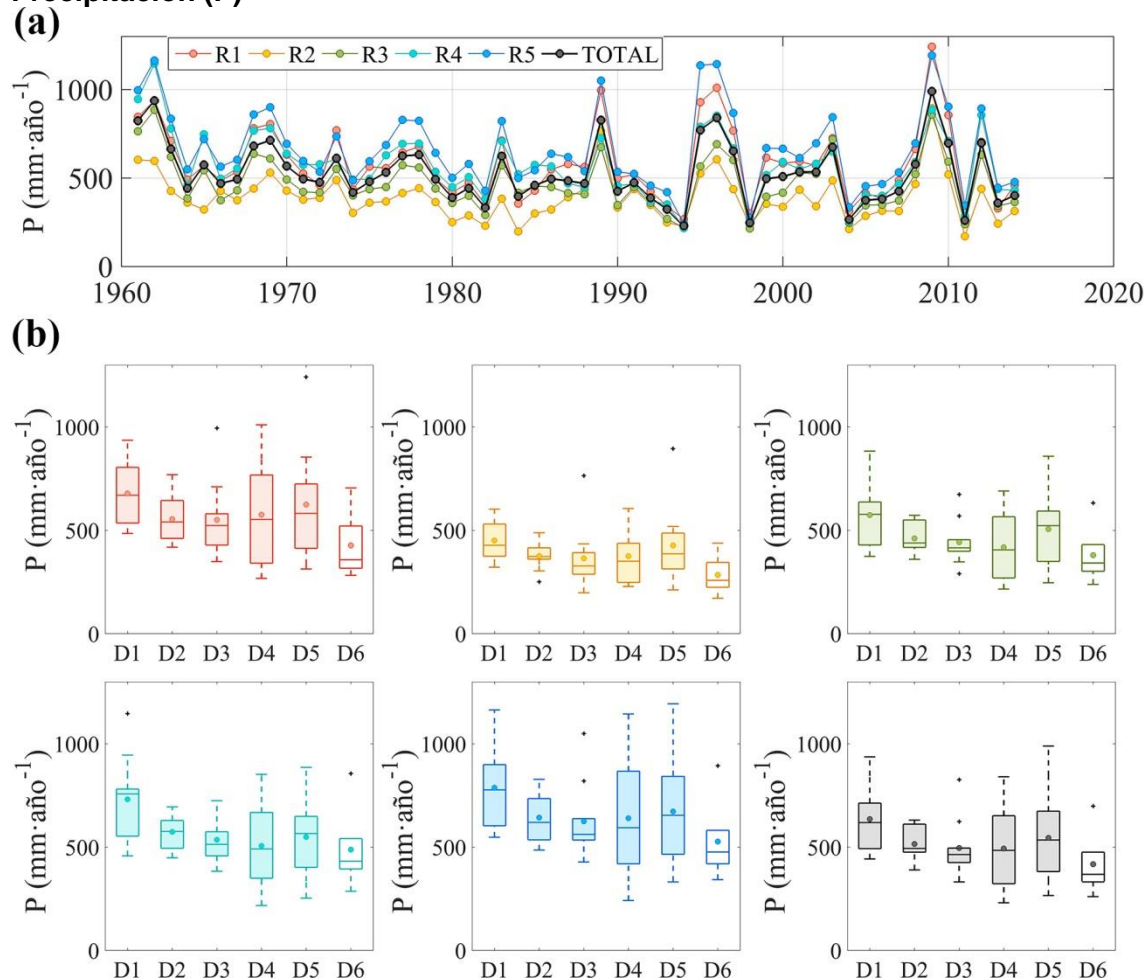 Precipitación (P)
(a)
R1 R2 R3 R4 R5 TOTAL
P (mm·año⁻¹)
1000
500
0
1960 1970 1980 1990 2000 2010 2020
(b)
P (mm·año⁻¹)
1000
500
0
D1 D2 D3 D4 D5 D6
P (mm·año⁻¹)
1000
500
0
D1 D2 D3 D4 D5 D6
P (mm·año⁻¹)
1000
500
0
D1 D2 D3 D4 D5 D6
P (mm·año⁻¹)
1000
500
0
D1 D2 D3 D4 D5 D6
P (mm·año⁻¹)
1000
500
0
D1 D2 D3 D4 D5 D6
P (mm·año⁻¹)
1000
500
0
D1 D2 D3 D4 D5 D6